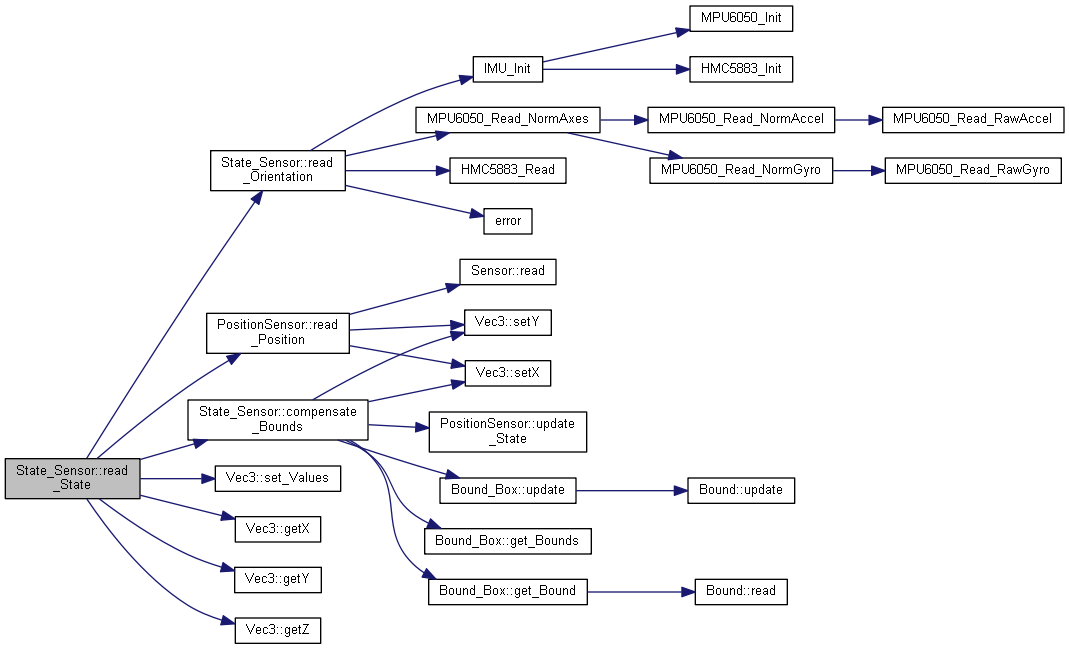 MPU6050_Init
IMU_Init
HMC5883_Init
MPU6050_Read_NormAxes
MPU6050_Read_NormAccel
MPU6050_Read_RawAccel
State_Sensor::read
_Orientation
HMC5883_Read
MPU6050_Read_NormGyro
MPU6050_Read_RawGyro
error
Sensor::read
PositionSensor::read
_Position
Vec3::setY
Vec3::setX
State_Sensor::compensate
_Bounds
PositionSensor::update
_State
State_Sensor::read
_State
Vec3::set_Values
Bound_Box::update
Bound::update
Vec3::getX
Bound_Box::get_Bounds
Vec3::getY
Bound_Box::get_Bound
Bound::read
Vec3::getZ